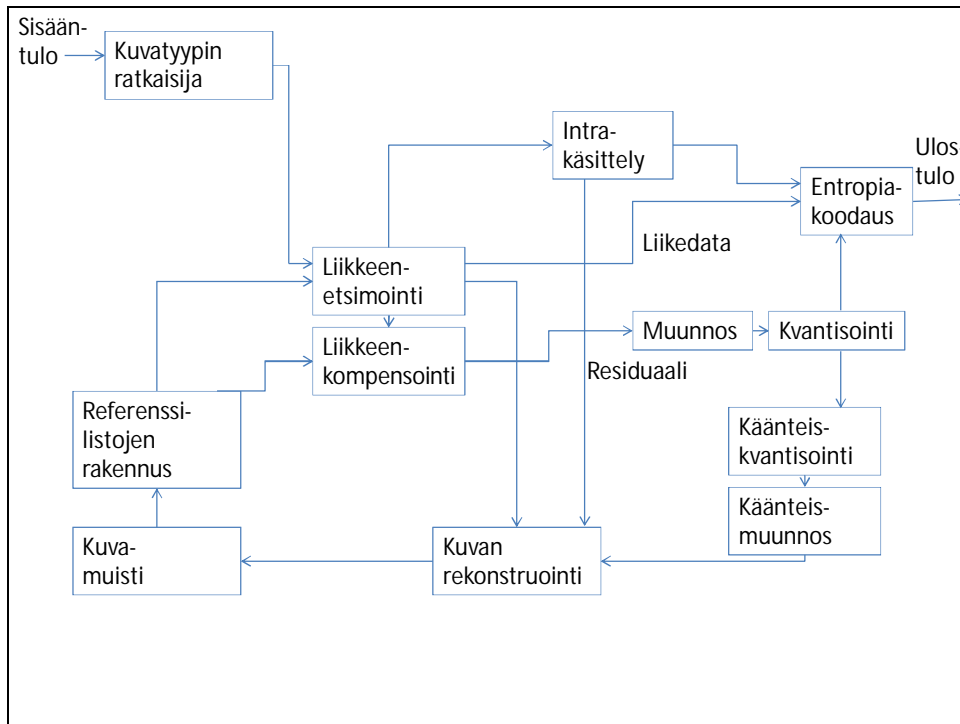 Sisään-
tulo
Kuvatyypin
ratkaisija
Intra-
käsittely
Ulos-
tulo
Entropia-
koodaus
Liikedata
Liikkeen-
etsimointi
Liikkeen-
kompensointi
Muunnos
Kvantisointi
Residuaali
Referenssi-
listojen
rakennus
Käänteis-
kvantisointi
Käänteis-
muunnos
Kuva-
muisti
Kuvan
rekonstruointi